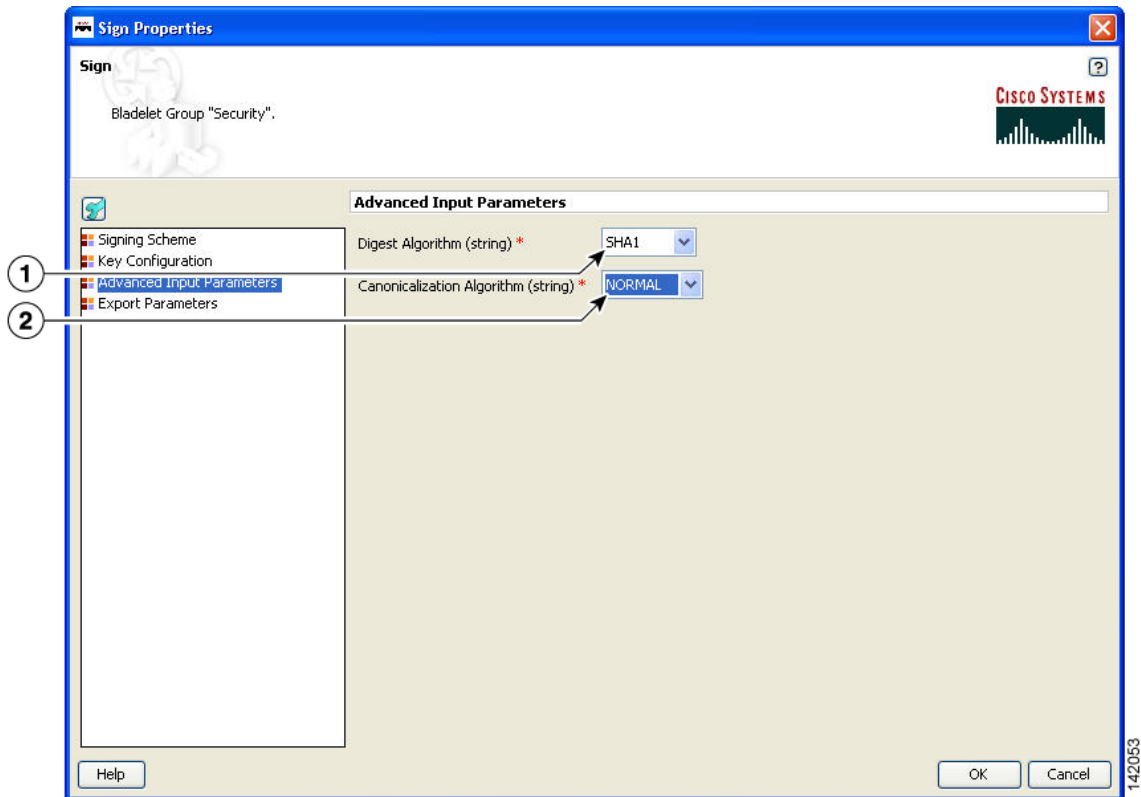 Sign Properties
Sign
Bladelet Group "Security".
CISCO SYSTEMS
Advanced Input Parameters
Signing Scheme
Key Configuration
Advanced Input Parameters
Export Parameters
Digest Algorithm (string) * SHA1
Canonicalization Algorithm (string) * NORMAL
1
2
Help
OK
Cancel
142053